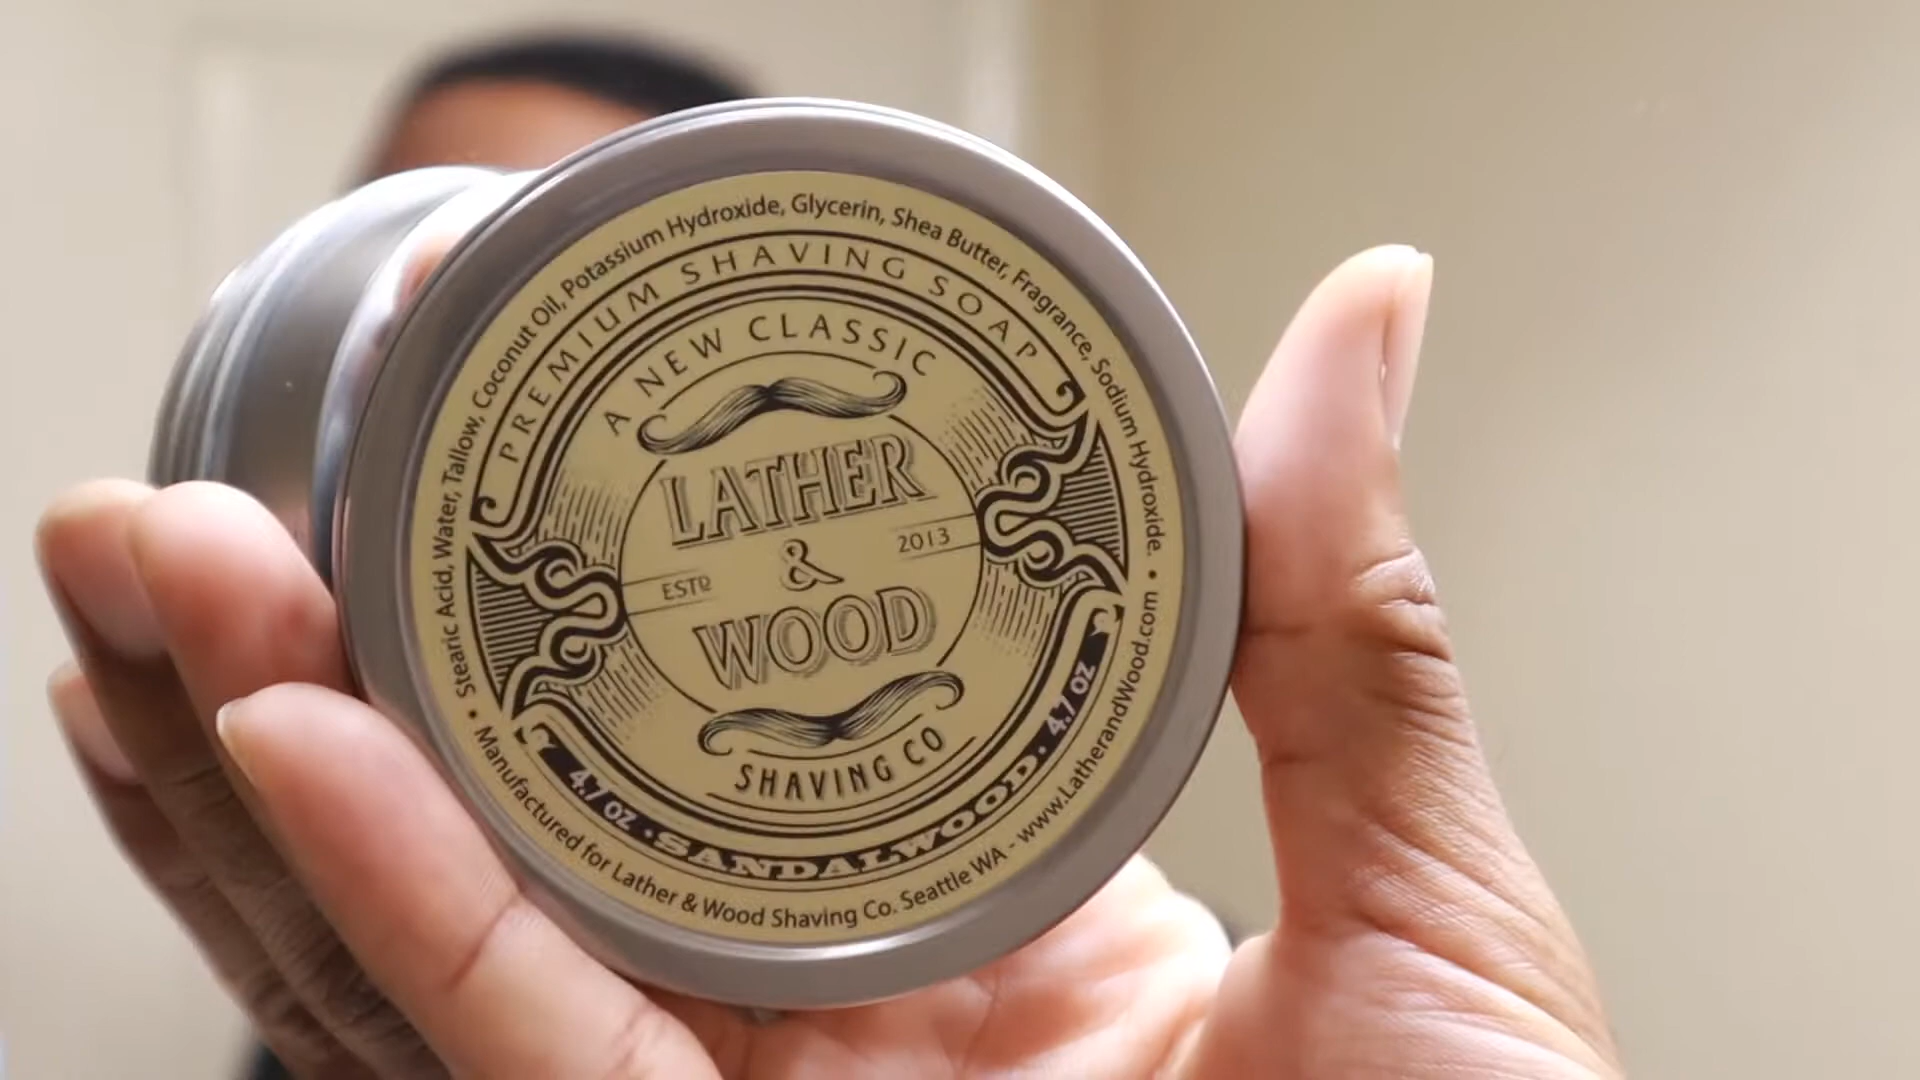 Stearic Acid, Water, Tallow, Coconut Oil, Potassium Hydroxide, Glycerin, Shea Butter, Fragrance, Sodium Hydroxide.
PREMIUM SHAVING SOAP
A NEW CLASSIC
LATHER
&
ESTD 2013
WOOD
SHAVING CO
4.7 OZ • SANDALWOOD • 4.7 OZ
• Manufactured for Lather & Wood Shaving Co. Seattle WA - www.LatherandWood.com •